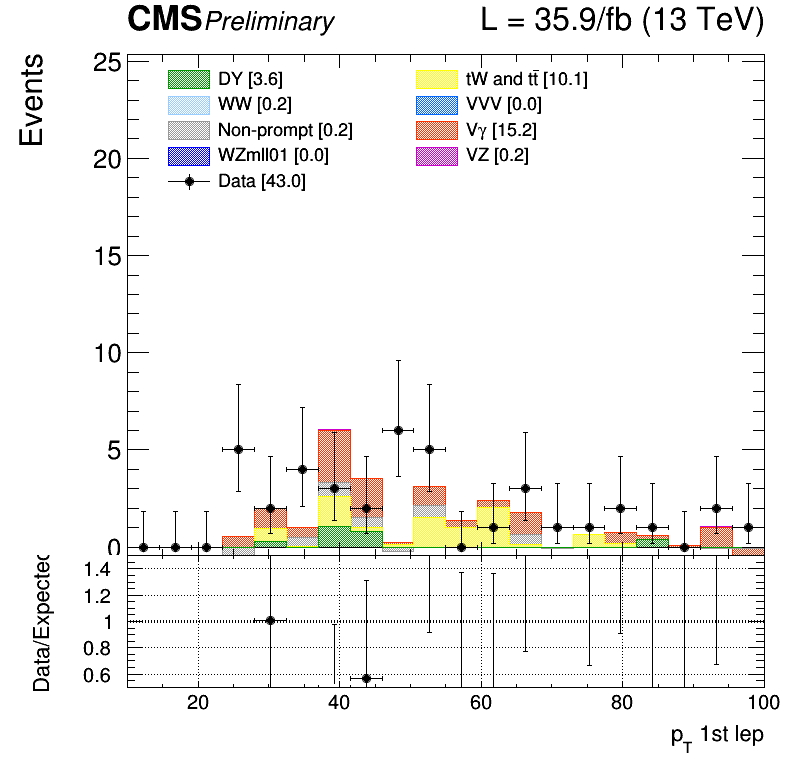 CMS Preliminary L = 35.9/fb (13 TeV)
Events
25
20
15
10
5
0
DY [3.6]
WW [0.2]
Non-prompt [0.2]
WZmll01 [0.0]
Data [43.0]
tW and tt̄ [10.1]
VVV [0.0]
Vγ [15.2]
VZ [0.2]
Data/Expected
1.4
1.2
1
0.8
0.6
20 40 60 80 100
p_T 1st lep